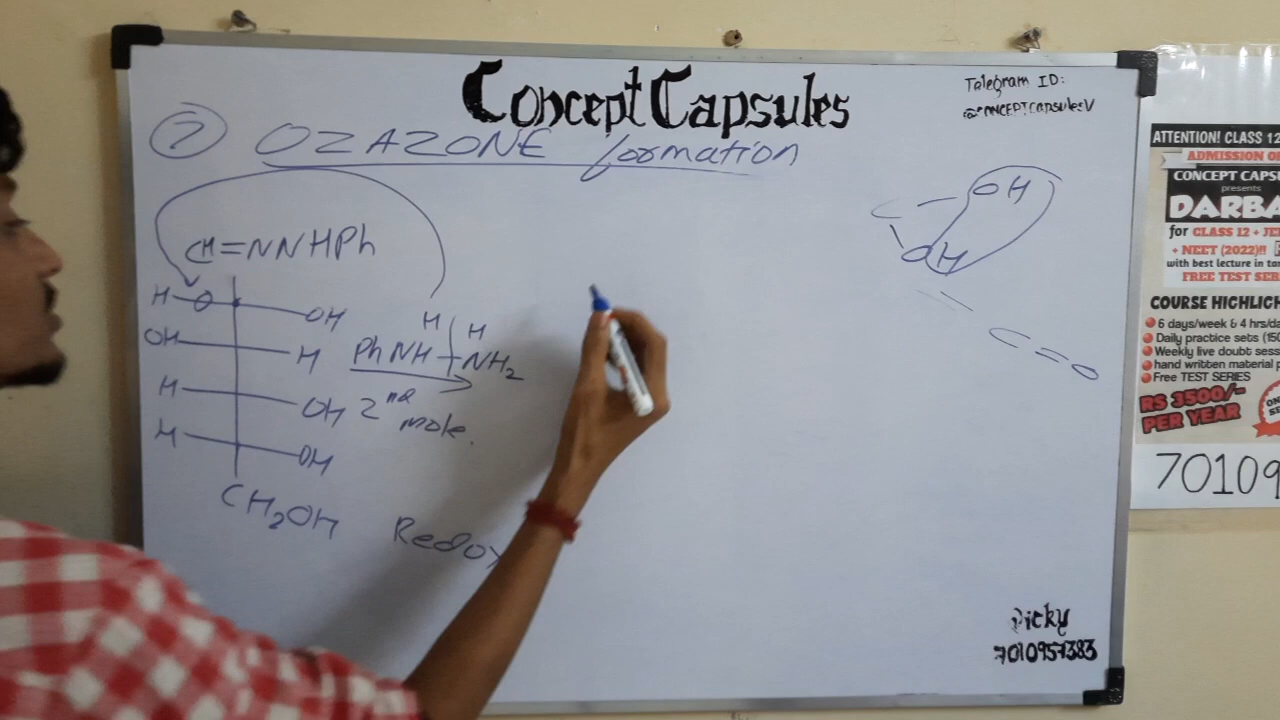 Concept Capsules
Telegram ID:
@CONCEPTCapsulesV
7 OZAZONE formation
CH=NNHPh
H-O OH
OH H
H OH
H OH
CH2OH
H H
PhNH NH2
2nd mole.
Redox
C-OH
OH
C=O
Vicky
7010957383
ATTENTION! CLASS 12
ADMISSION
CONCEPT CAPSU
presents
DARBA
for CLASS 12 + JE
+ NEET (2022)!!
with best lecture in ta
FREE TEST SER
COURSE HIGHLIGH
6 days/week & 4 hrs/d
Daily practice sets (15
Weekly live doubt sess
hand written material p
Free TEST SERIES
RS 3500/-
PER YEAR
70109